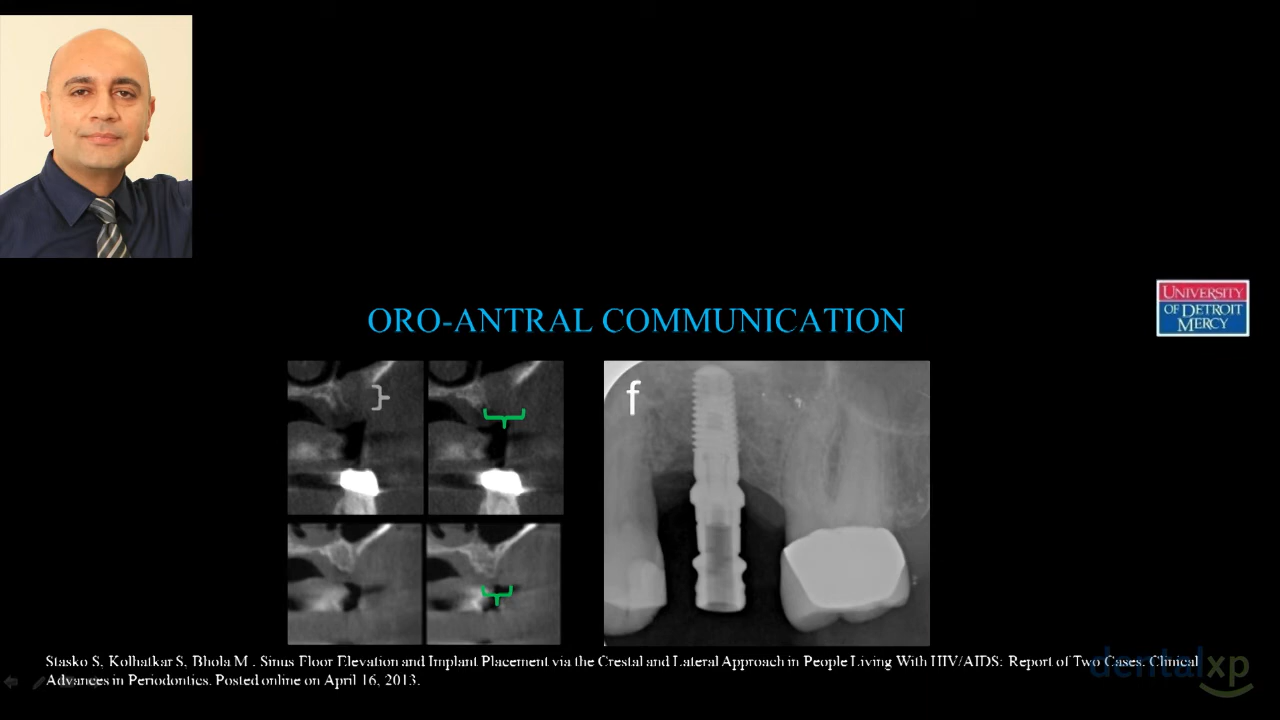 UNIVERSITY
OF DETROIT
MERCY
ORO-ANTRAL COMMUNICATION
f
Stasko S, Kolhatkar S, Bhola M . Sinus Floor Elevation and Implant Placement via the Crestal and Lateral Approach in People Living With HIV/AIDS: Report of Two Cases. Clinical
Advances in Periodontics. Posted online on April 16, 2013.
dentalxp